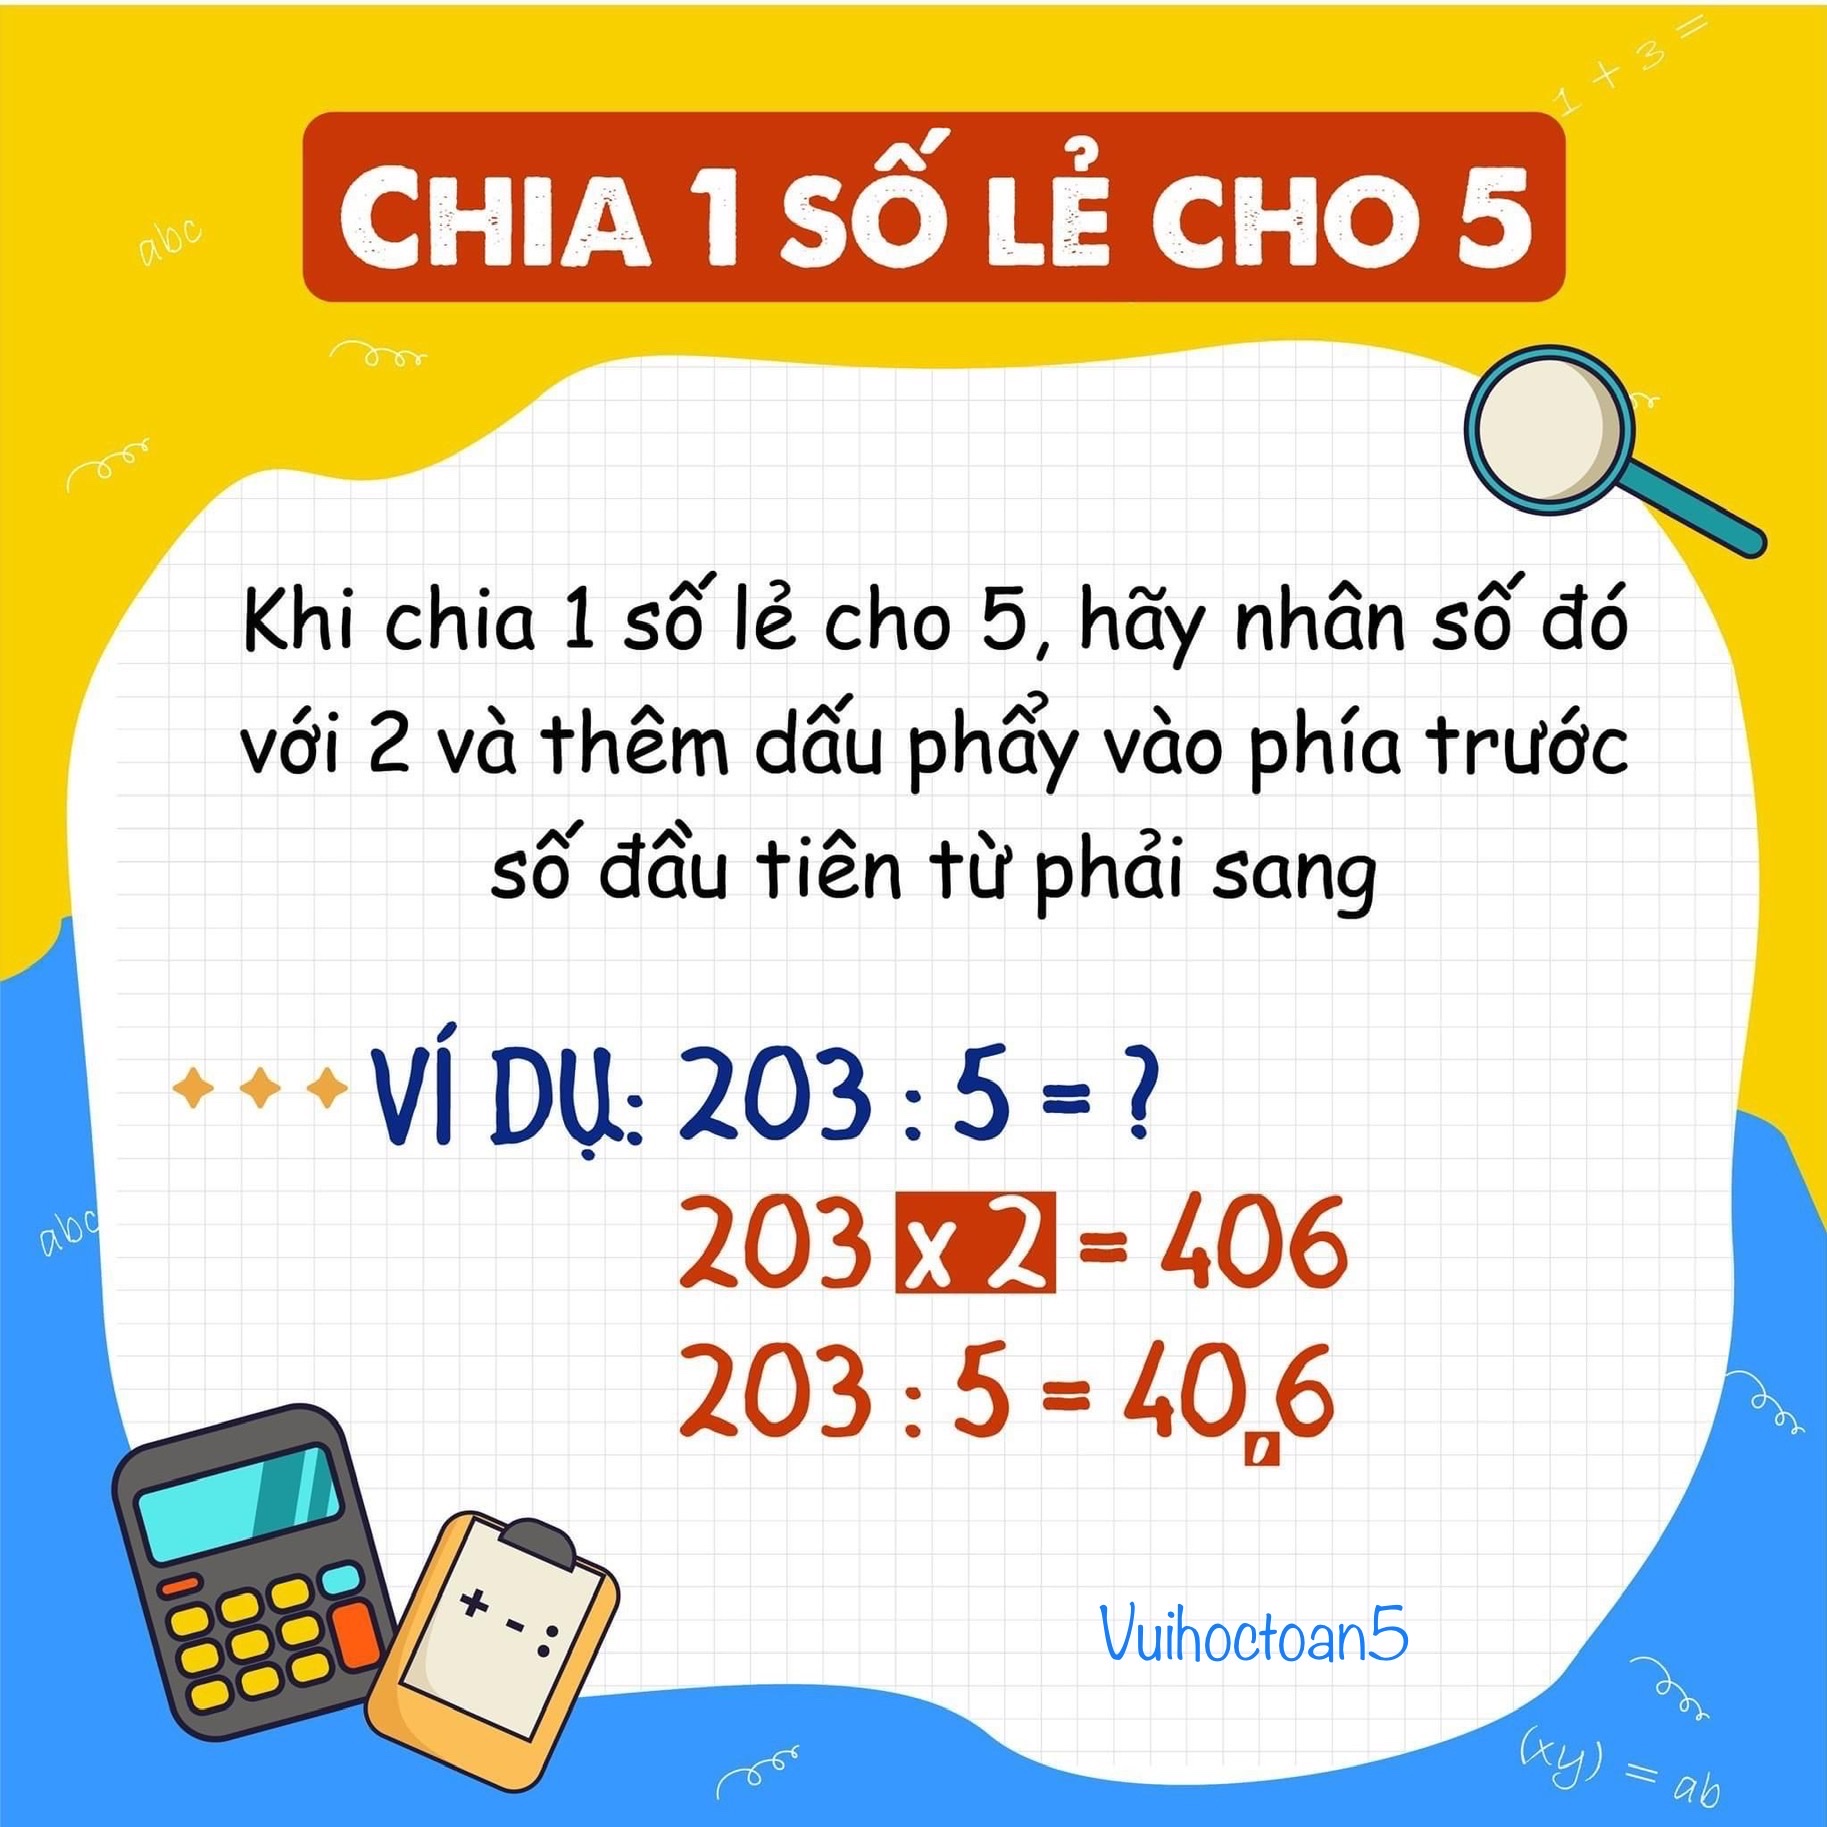 1 + 3 =
CHIA 1 SỐ LẺ CHO 5
abc
Khi chia 1 số lẻ cho 5, hãy nhân số đó
với 2 và thêm dấu phẩy vào phía trước
số đầu tiên từ phải sang
VÍ DỤ: 203 : 5 = ?
203 x 2 = 406
abc
203 : 5 = 40,6
+ - :
Vuihoctoan5
(xy) = ab